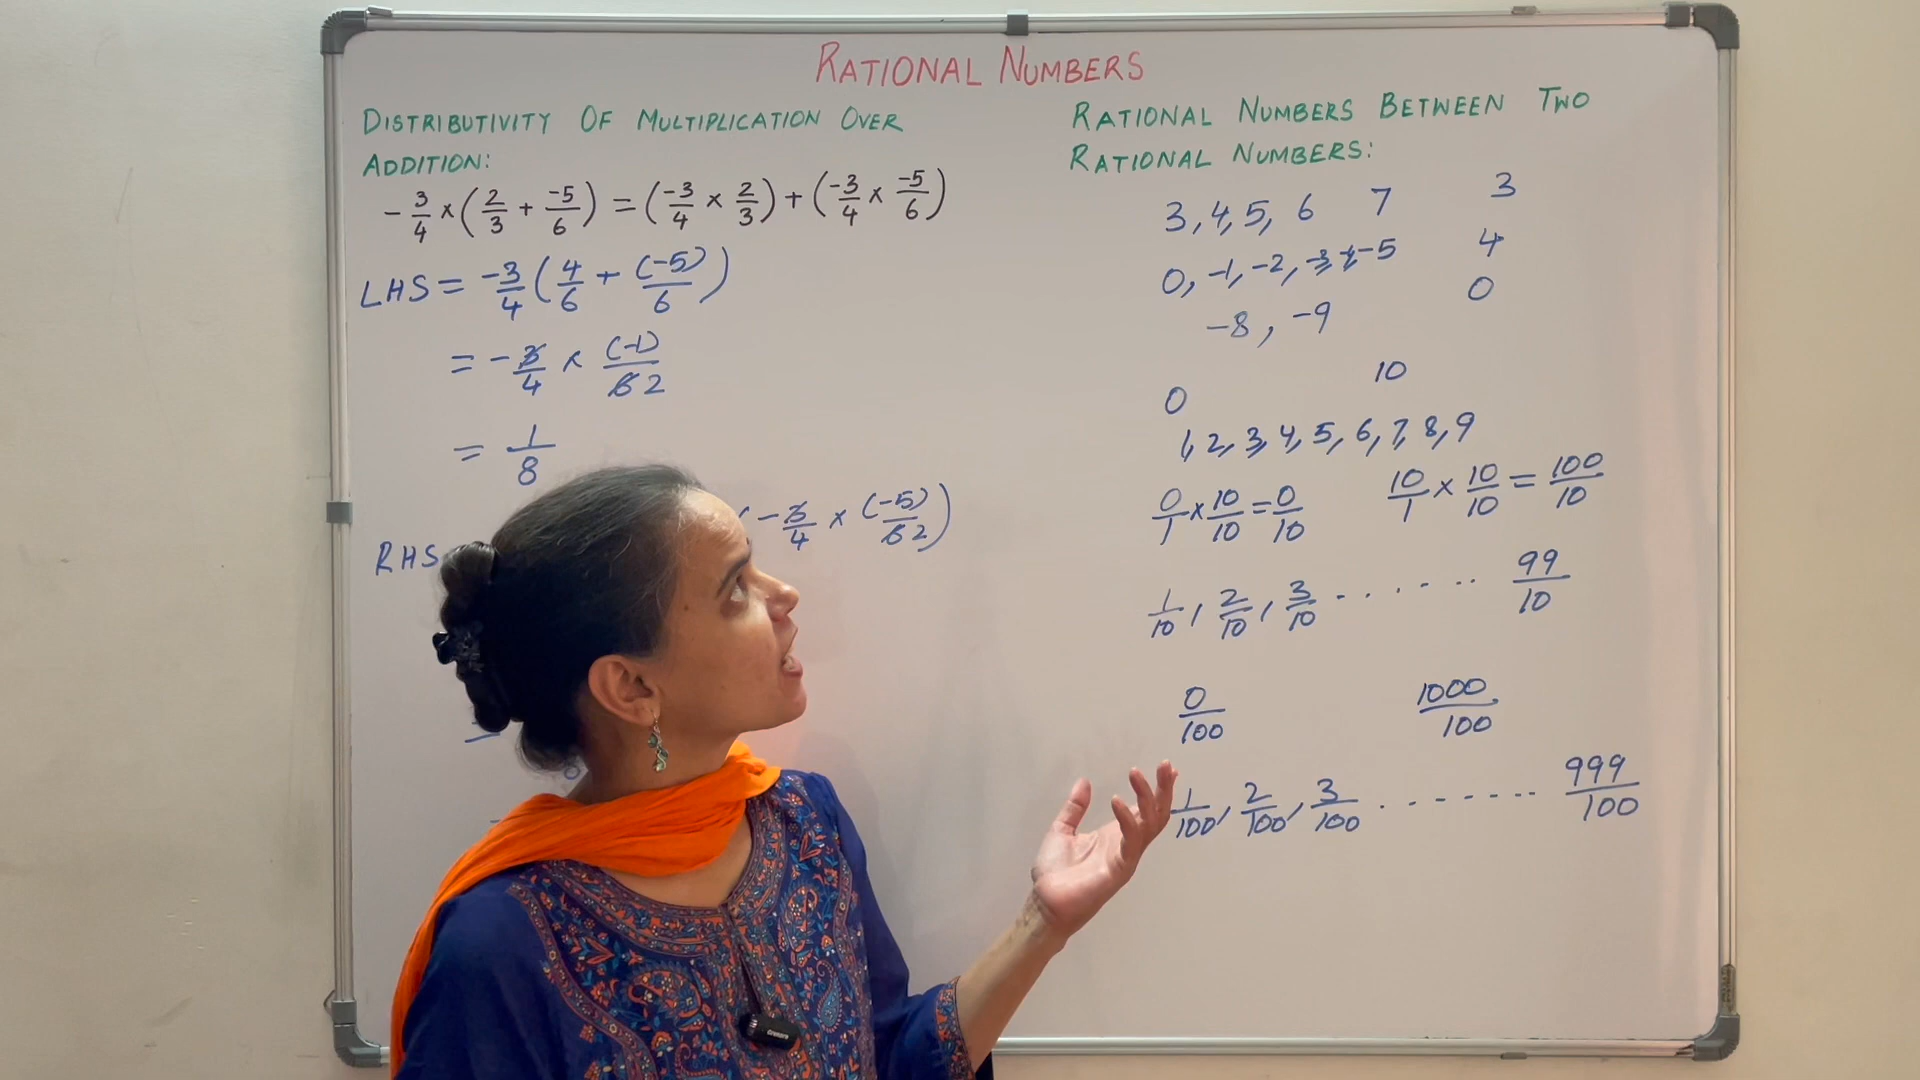 RATIONAL NUMBERS
DISTRIBUTIVITY OF MULTIPLICATION OVER
ADDITION:
-3/4 × (2/3 + -5/6) = (-3/4 × 2/3) + (-3/4 × -5/6)
LHS = -3/4 (4/6 + (-5)/6)
= -3/4 × (-1)/6 2
= 1/8
RHS (-3/4 × (-5)/6 2)
RATIONAL NUMBERS BETWEEN TWO
RATIONAL NUMBERS:
3, 4, 5, 6 7 3
0, -1, -2, -3, -4, -5 4
-8, -9 0
0 10
1, 2, 3, 4, 5, 6, 7, 8, 9
0/1 × 10/10 = 0/10 10/1 × 10/10 = 100/10
1/10, 2/10, 3/10 ....... 99/10
0/100 1000/100
1/100, 2/100, 3/100 ........ 999/100